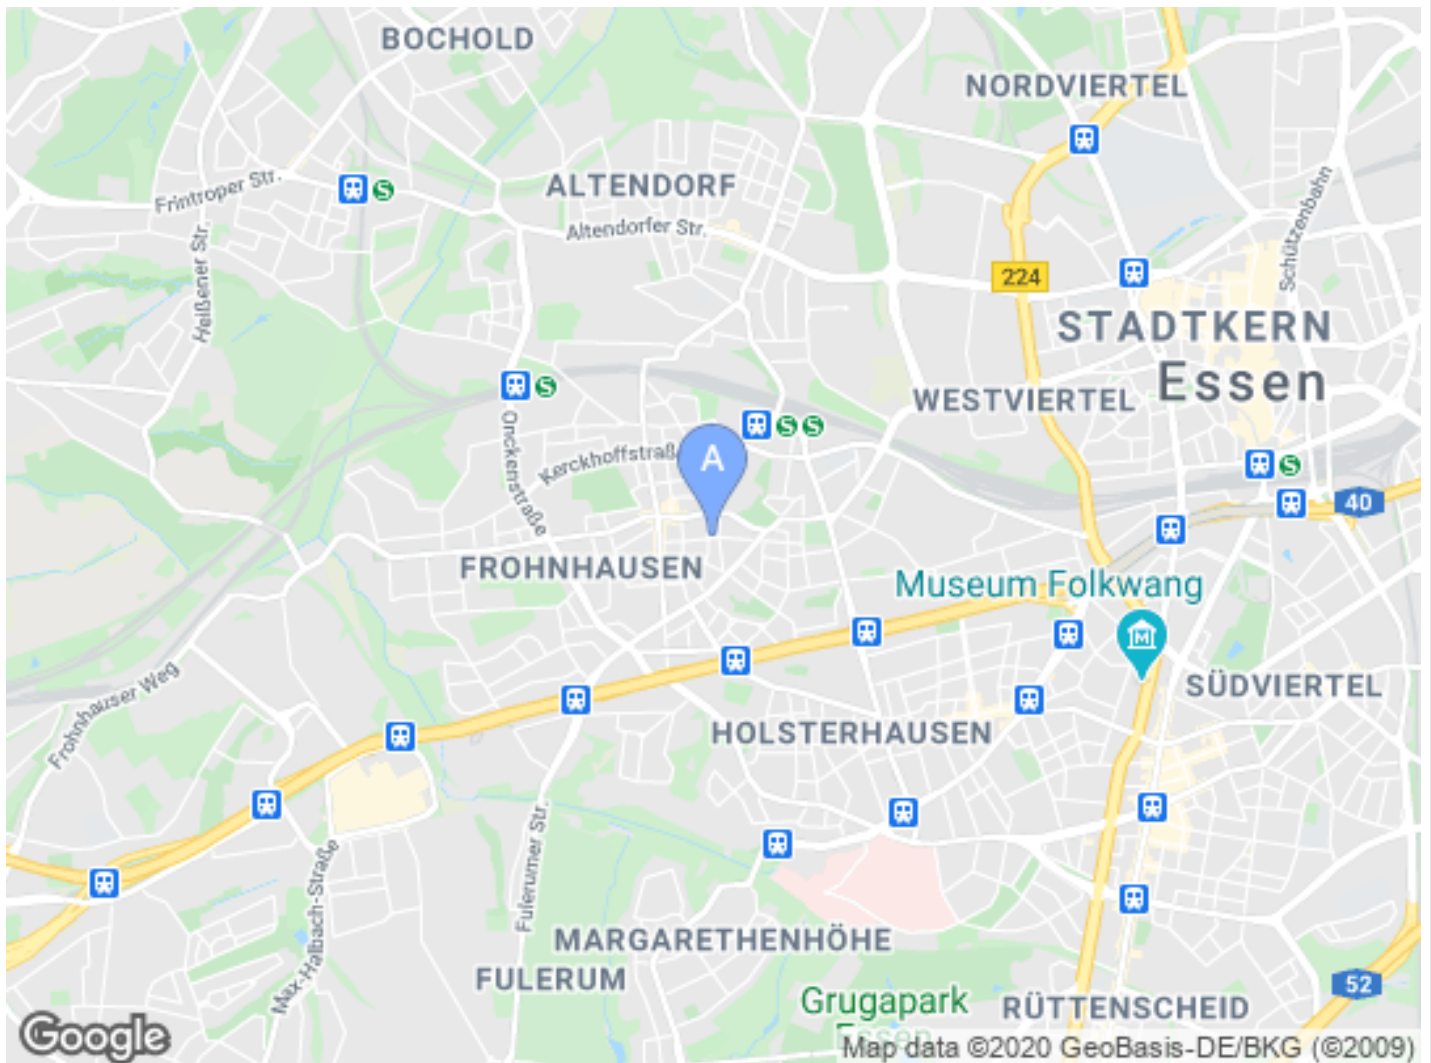 BOCHOLD
NORDVIERTEL
ALTENDORF
Frintroper Str.
S
Altendorfer Str.
Schützenbahn
Heißener Str.
224
STADTKERN
Essen
S
WESTVIERTEL
S S
Onckenstraße
Kerckhoffstraß
A
S
40
FROHNHAUSEN
Museum Folkwang
M
Frohnhauser Weg
SÜDVIERTEL
HOLSTERHAUSEN
Fulerumer Str.
Max-Halbach-Straße
MARGARETHENHÖHE
FULERUM
52
Grugapark
Essen
RÜTTENSCHEID
Google
Map data ©2020 GeoBasis-DE/BKG (©2009)